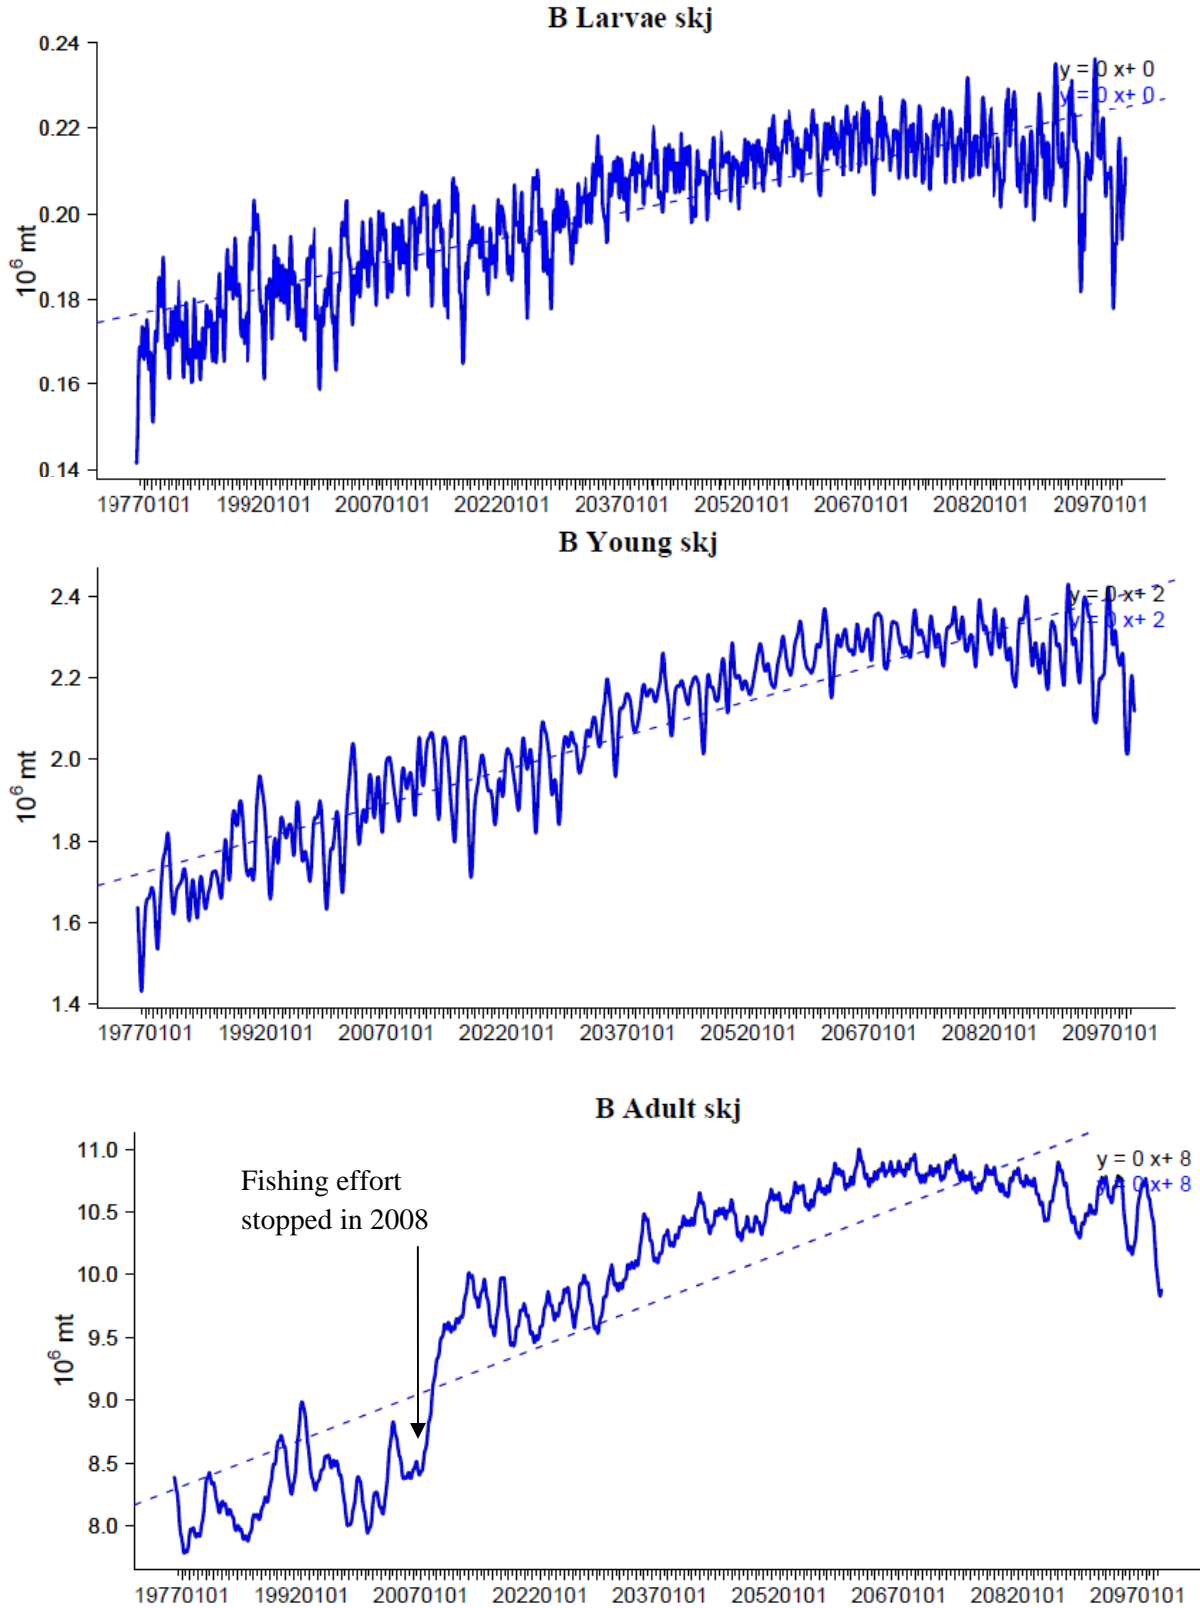 B Larvae skj
0.24
0.22
0.20
0.18
0.16
0.14
10⁶ mt
y = 0 x+ 0
y = 0 x+ 0
19770101 19920101 20070101 20220101 20370101 20520101 20670101 20820101 20970101
B Young skj
2.4
2.2
2.0
1.8
1.6
1.4
10⁶ mt
y = 0 x+ 2
y = 0 x+ 2
19770101 19920101 20070101 20220101 20370101 20520101 20670101 20820101 20970101
B Adult skj
11.0
10.5
10.0
9.5
9.0
8.5
8.0
10⁶ mt
Fishing effort
stopped in 2008
y = 0 x+ 8
y = 0 x+ 8
19770101 19920101 20070101 20220101 20370101 20520101 20670101 20820101 20970101